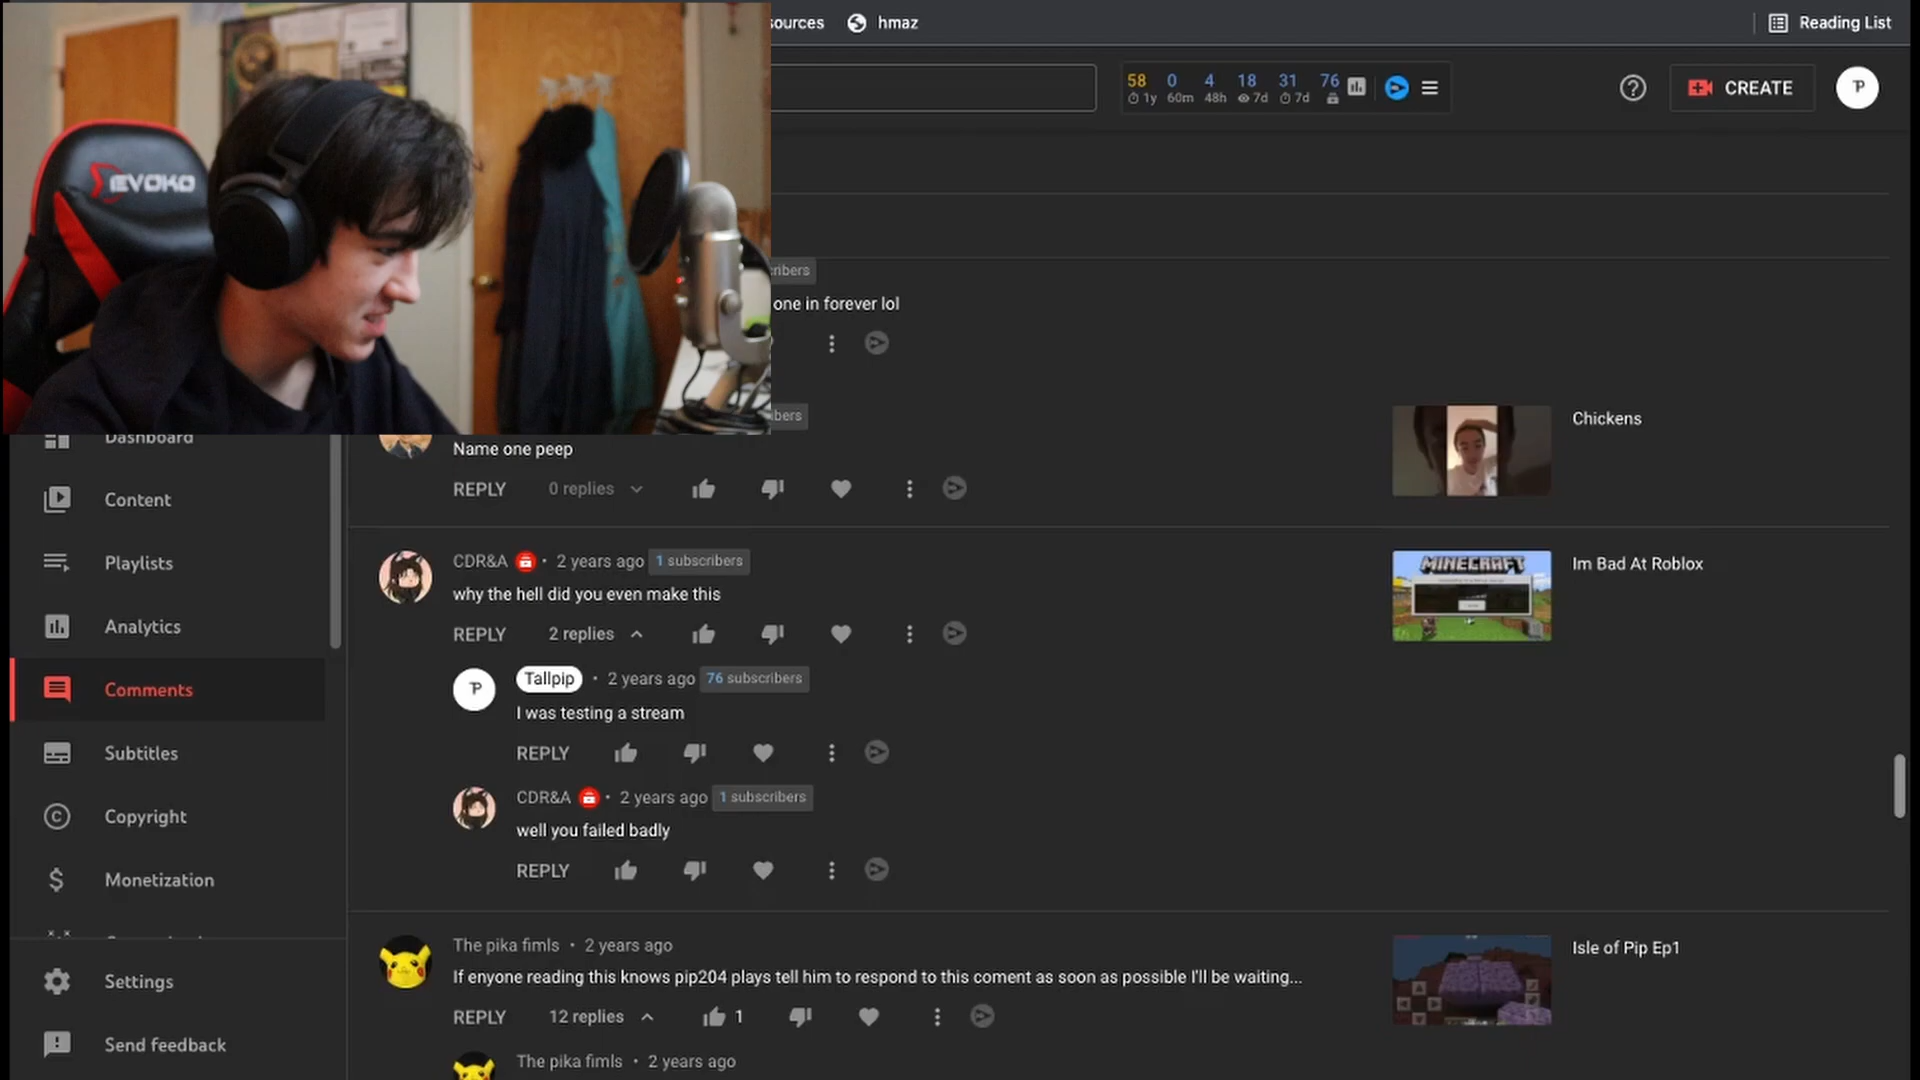 sources hmaz Reading List
58 0 4 18 31 76
1y 60m 48h 7d 7d
CREATE
EVOKO
one in forever lol
Dashboard
Content
Playlists
Analytics
Comments
Subtitles
Copyright
Monetization
Settings
Send feedback
Name one peep
REPLY 0 replies
Chickens
CDR&A • 2 years ago 1 subscribers
why the hell did you even make this
REPLY 2 replies
Im Bad At Roblox
MINECRAFT
Tallpip • 2 years ago 76 subscribers
I was testing a stream
REPLY
CDR&A • 2 years ago 1 subscribers
well you failed badly
REPLY
The pika fimls • 2 years ago
If enyone reading this knows pip204 plays tell him to respond to this coment as soon as possible I'll be waiting...
REPLY 12 replies 1
Isle of Pip Ep1
The pika fimls • 2 years ago